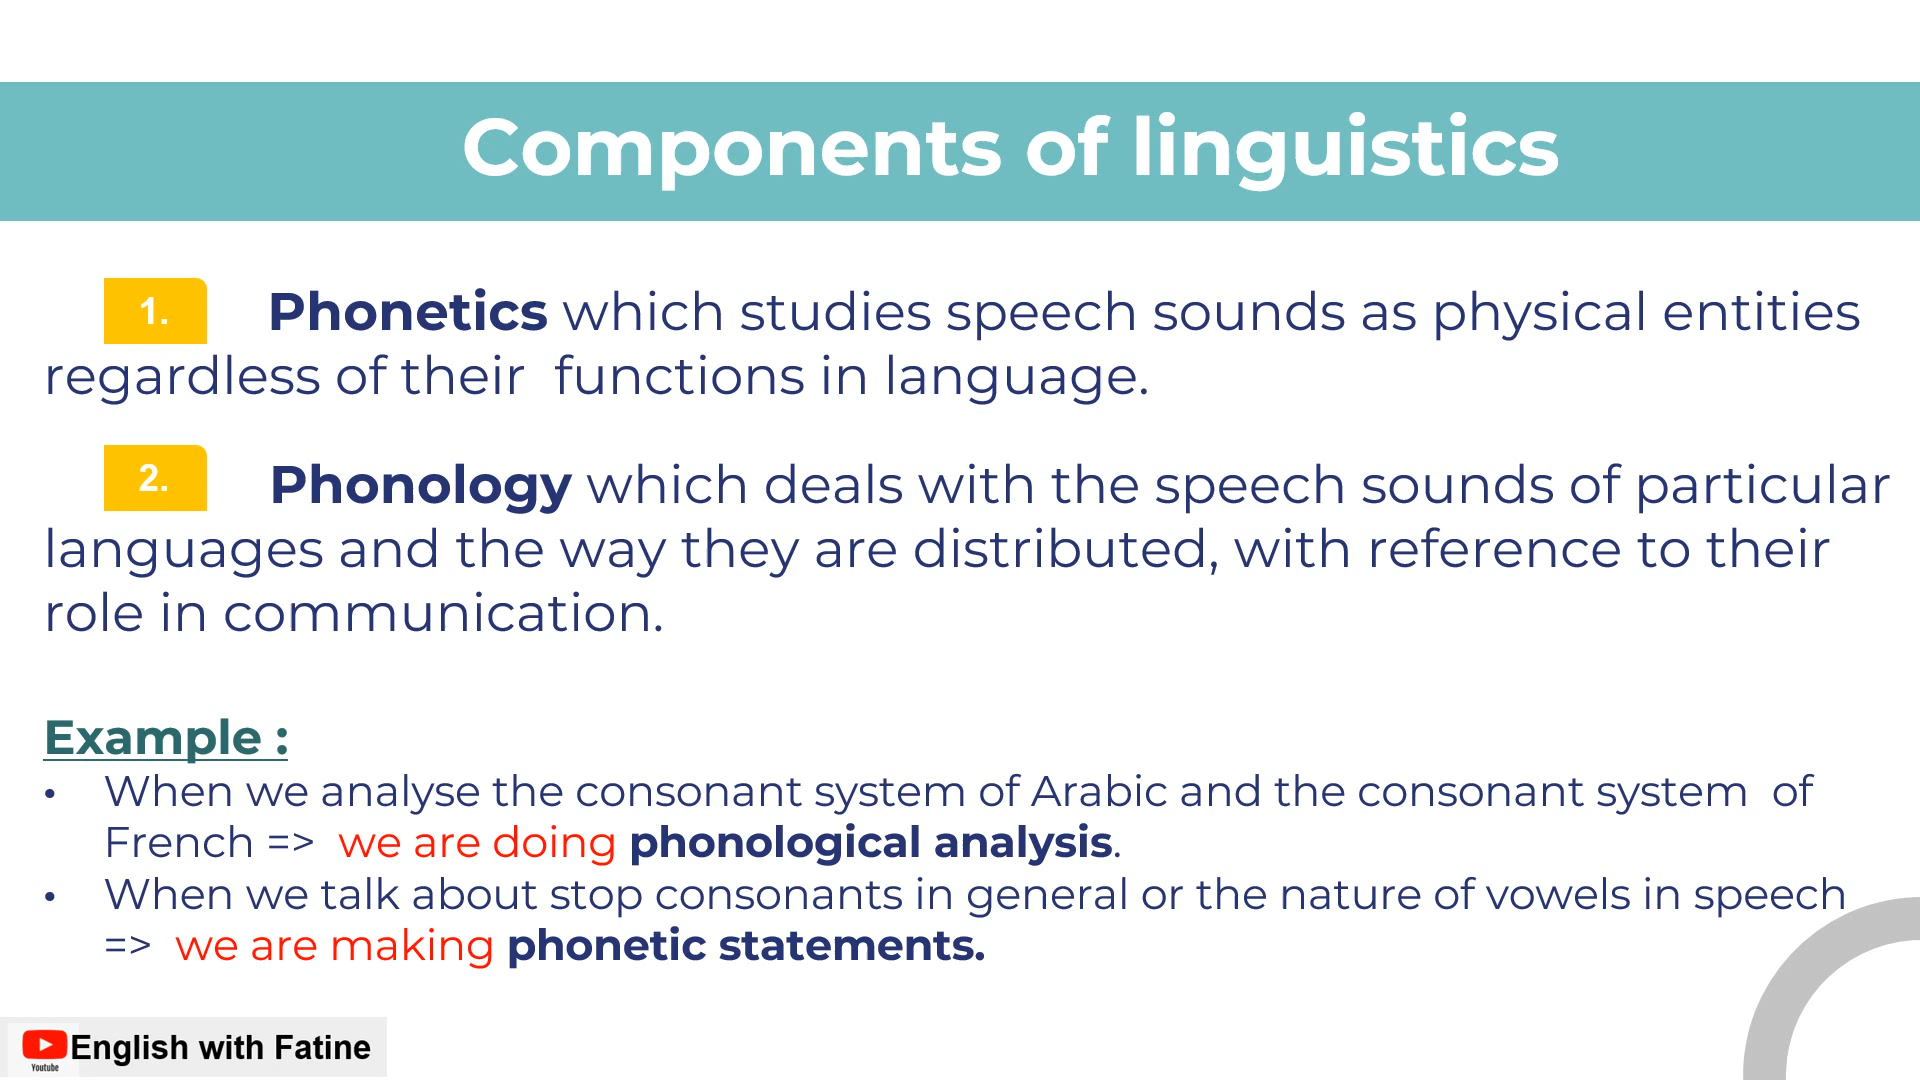 Components of linguistics
1. Phonetics which studies speech sounds as physical entities
regardless of their functions in language.
2. Phonology which deals with the speech sounds of particular
languages and the way they are distributed, with reference to their
role in communication.
Example :
• When we analyse the consonant system of Arabic and the consonant system of
French => we are doing phonological analysis.
• When we talk about stop consonants in general or the nature of vowels in speech
=> we are making phonetic statements.
English with Fatine
Youtube